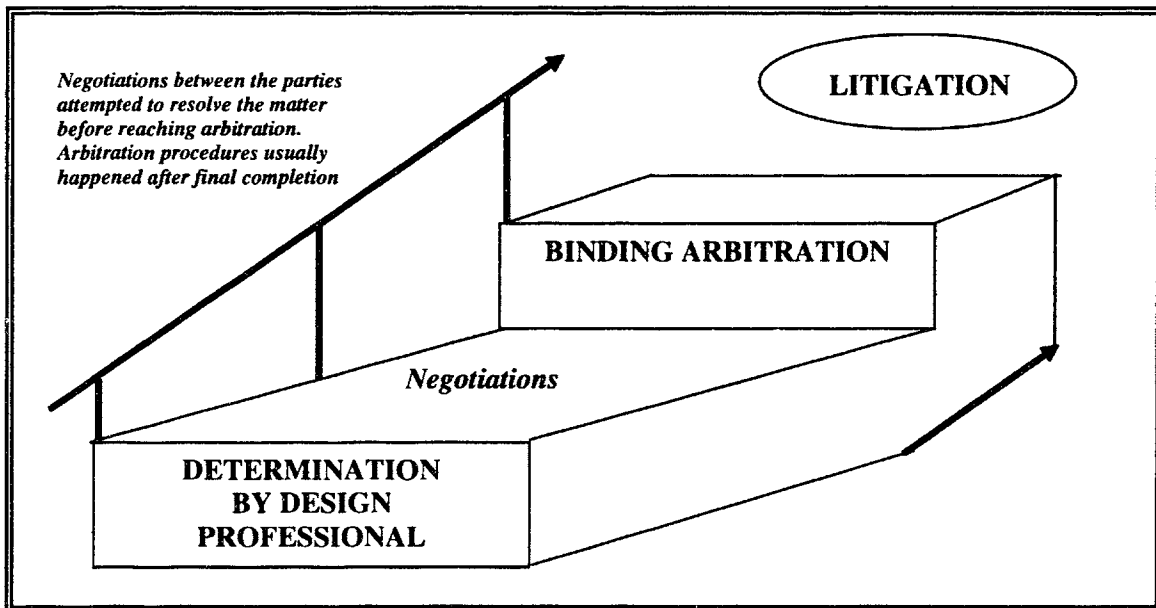 Negotiations between the parties
attempted to resolve the matter
before reaching arbitration.
Arbitration procedures usually
happened after final completion
LITIGATION
BINDING ARBITRATION
Negotiations
DETERMINATION
BY DESIGN
PROFESSIONAL